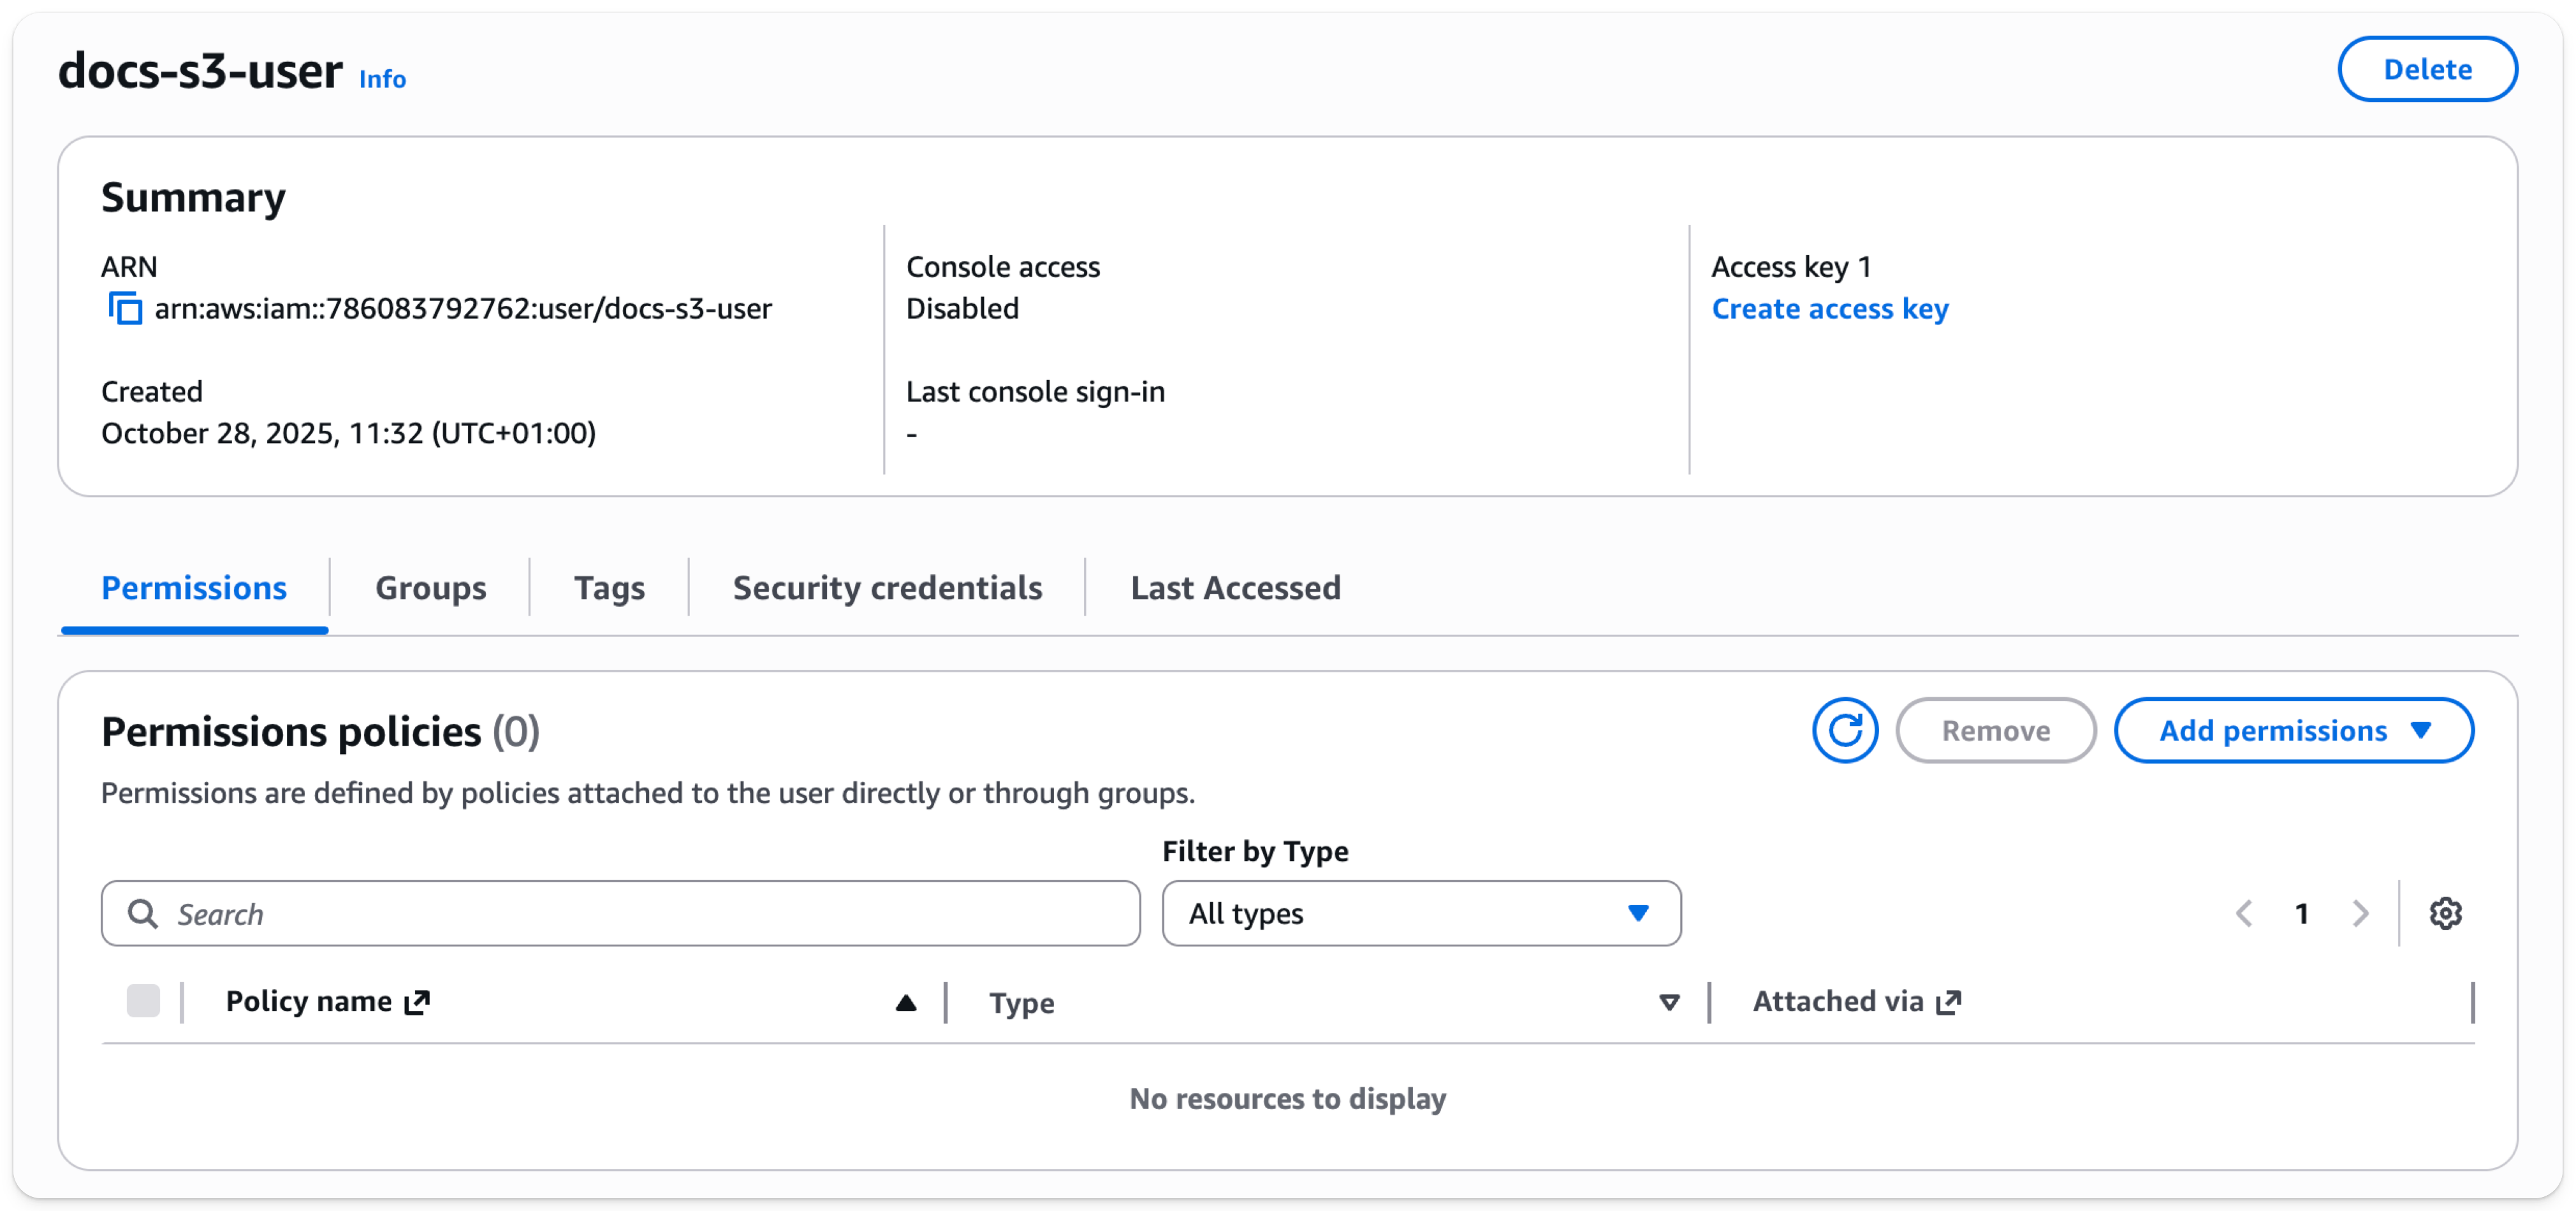 docs-s3-user Info
Delete
Summary
ARN
arn:aws:iam::786083792762:user/docs-s3-user
Created
October 28, 2025, 11:32 (UTC+01:00)
Console access
Disabled
Last console sign-in
-
Access key 1
Create access key
Permissions Groups Tags Security credentials Last Accessed
Permissions policies (0)
Remove Add permissions
Permissions are defined by policies attached to the user directly or through groups.
Filter by Type
Search All types 1
Policy name Type Attached via
No resources to display